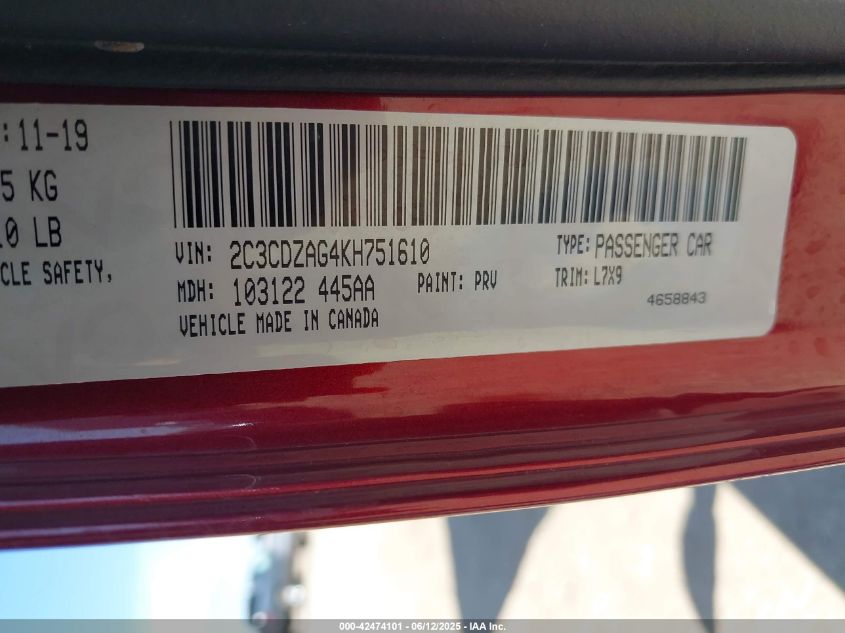 : 11-19
5 KG
0 LB
CLE SAFETY,
VIN: 2C3CDZAG4KH751610
TYPE: PASSENGER CAR
MDH: 103122 445AA
PAINT: PRV
TRIM: L7X9
VEHICLE MADE IN CANADA
4658843
000-42474101 - 06/12/2025 - IAA Inc.